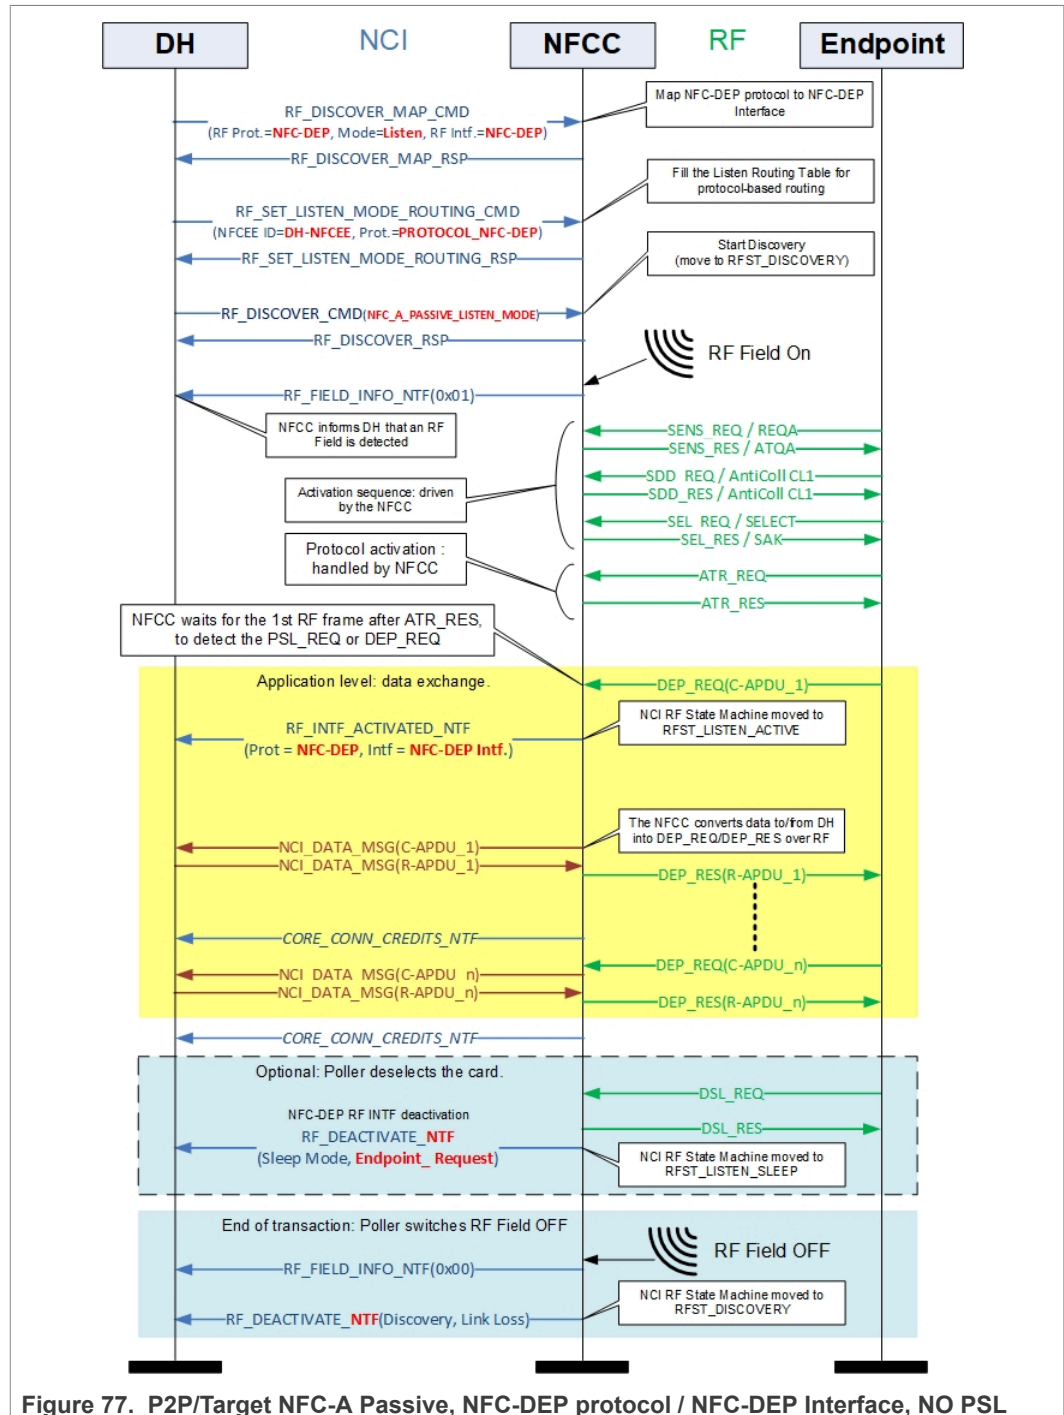 DH
NCI
NFCC
RF
Endpoint
Map NFC-DEP protocol to NFC-DEP
Interface
RF_DISCOVER_MAP_CMD
(RF Prot.=NFC-DEP, Mode=Listen, RF Intf.=NFC-DEP)
RF_DISCOVER_MAP_RSP
Fill the Listen Routing Table for
protocol-based routing
RF_SET_LISTEN_MODE_ROUTING_CMD
(NFCEE ID=DH-NFCEE, Prot.=PROTOCOL_NFC-DEP)
RF_SET_LISTEN_MODE_ROUTING_RSP
Start Discovery
(move to RFST_DISCOVERY)
RF_DISCOVER_CMD(NFC_A_PASSIVE_LISTEN_MODE)
RF_DISCOVER_RSP
RF Field On
RF_FIELD_INFO_NTF(0x01)
NFCC informs DH that an RF
Field is detected
SENS_REQ / REQA
SENS_RES / ATQA
SDD_REQ / AntiColl CL1
SDD_RES / AntiColl CL1
Activation sequence: driven
by the NFCC
SEL_REQ / SELECT
SEL_RES / SAK
Protocol activation :
handled by NFCC
ATR_REQ
ATR_RES
NFCC waits for the 1st RF frame after ATR_RES,
to detect the PSL_REQ or DEP_REQ
Application level: data exchange.
DEP_REQ(C-APDU_1)
NCI RF State Machine moved to
RFST_LISTEN_ACTIVE
RF_INTF_ACTIVATED_NTF
(Prot = NFC-DEP, Intf = NFC-DEP Intf.)
The NFCC converts data to/from DH
into DEP_REQ/DEP_RES over RF
NCI_DATA_MSG(C-APDU_1)
NCI_DATA_MSG(R-APDU_1)
DEP_RES(R-APDU_1)
CORE_CONN_CREDITS_NTF
DEP_REQ(C-APDU_n)
NCI_DATA_MSG(C-APDU_n)
NCI_DATA_MSG(R-APDU_n)
DEP_RES(R-APDU_n)
CORE_CONN_CREDITS_NTF
Optional: Poller deselects the card.
DSL_REQ
NFC-DEP RF INTF deactivation
DSL_RES
RF_DEACTIVATE_NTF
(Sleep Mode, Endpoint_ Request)
NCI RF State Machine moved to
RFST_LISTEN_SLEEP
End of transaction: Poller switches RF Field OFF
RF Field OFF
RF_FIELD_INFO_NTF(0x00)
NCI RF State Machine moved to
RFST_DISCOVERY
RF_DEACTIVATE_NTF(Discovery, Link Loss)
Figure 77. P2P/Target NFC-A Passive, NFC-DEP protocol / NFC-DEP Interface, NO PSL